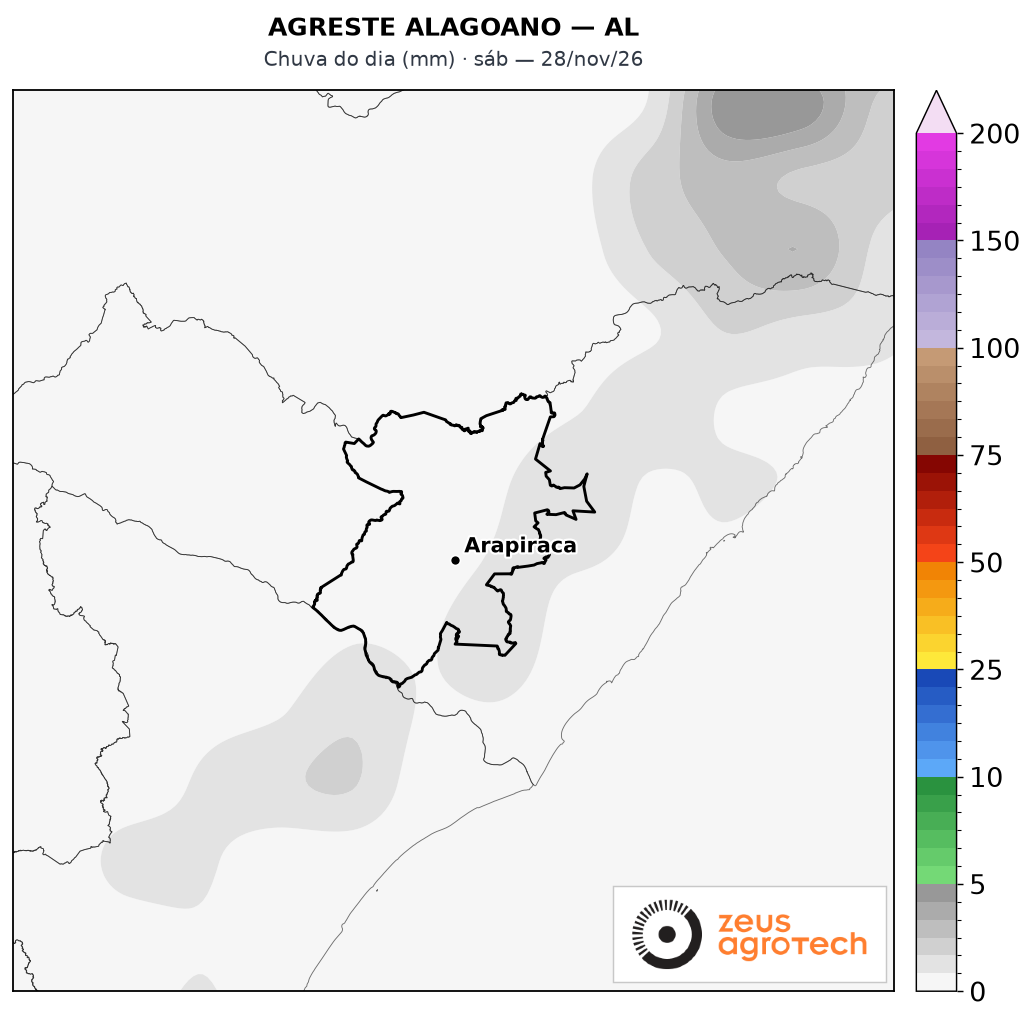 AGRESTE ALAGOANO — AL
Chuva do dia (mm) · sáb — 28/nov/26
200
150
100
75
50
25
10
5
0
Arapiraca
zeus
agrotech